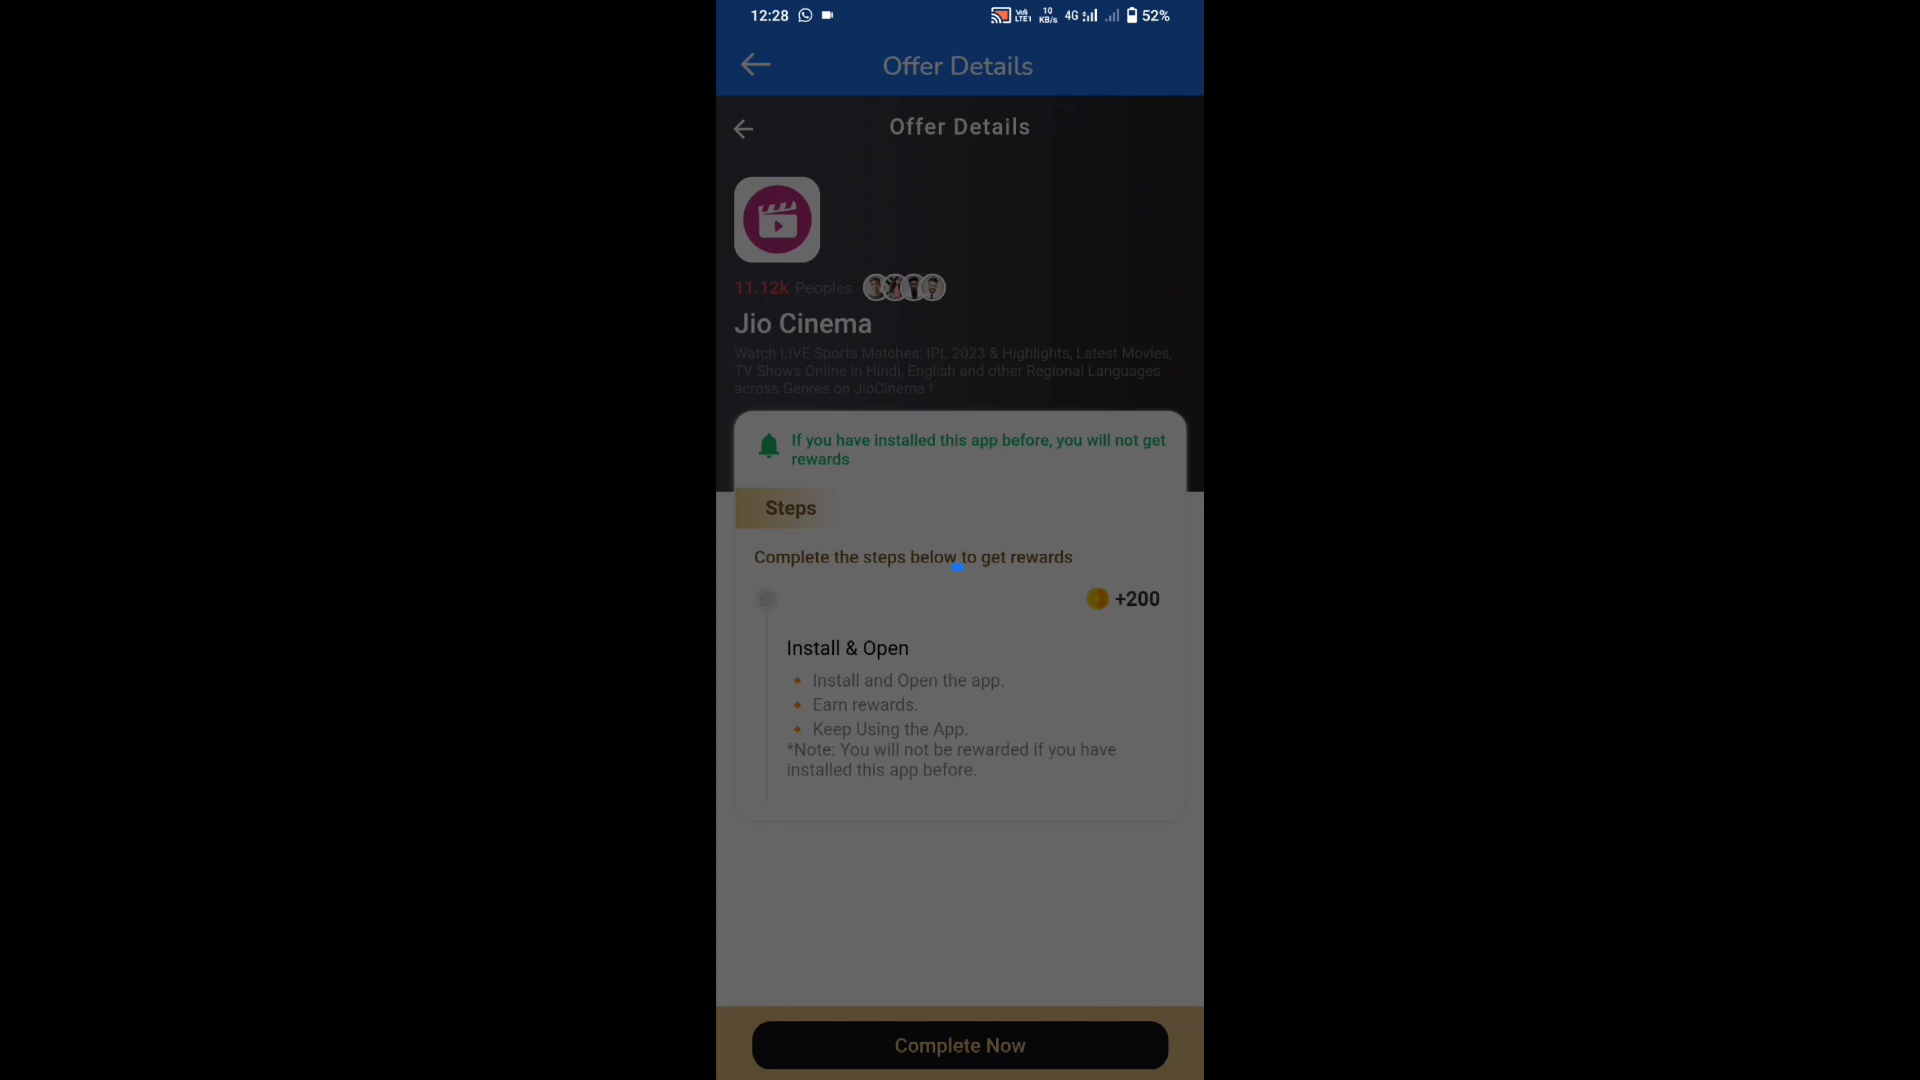 12:28
VoLTE1 10 KB/s 4G 52%
Offer Details
Offer Details
11.12k Peoples
Jio Cinema
Watch LIVE Sports Matches: IPL 2023 & Highlights, Latest Movies,
TV Shows Online in Hindi, English and other Regional Languages
across Genres on JioCinema !
If you have installed this app before, you will not get
rewards
Steps
Complete the steps below to get rewards
+200
Install & Open
Install and Open the app.
Earn rewards.
Keep Using the App.
*Note: You will not be rewarded if you have
installed this app before.
Complete Now